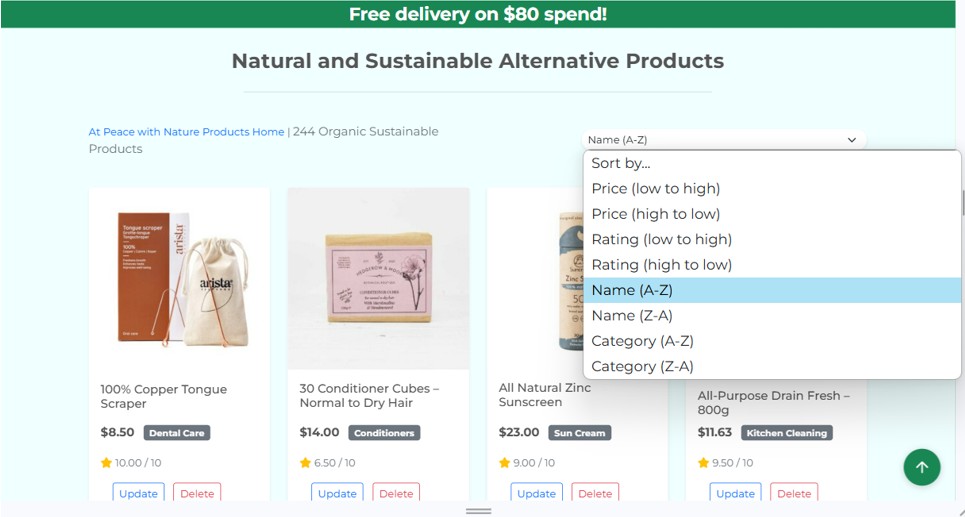 Free delivery on $80 spend!
Natural and Sustainable Alternative Products
At Peace with Nature Products Home | 244 Organic Sustainable
Products
Name (A-Z)
Sort by...
Price (low to high)
Price (high to low)
Rating (low to high)
Rating (high to low)
Name (A-Z)
Name (Z-A)
Category (A-Z)
Category (Z-A)
Tongue scraper
100%
arista
arista
HEDGEROW & MOOR
CONDITIONER CUBES
Zinc S
50
100% Copper Tongue
Scraper
$8.50 Dental Care
10.00 / 10
Update Delete
30 Conditioner Cubes –
Normal to Dry Hair
$14.00 Conditioners
6.50 / 10
Update Delete
All Natural Zinc
Sunscreen
$23.00 Sun Cream
9.00 / 10
Update Delete
All-Purpose Drain Fresh –
800g
$11.63 Kitchen Cleaning
9.50 / 10
Update Delete